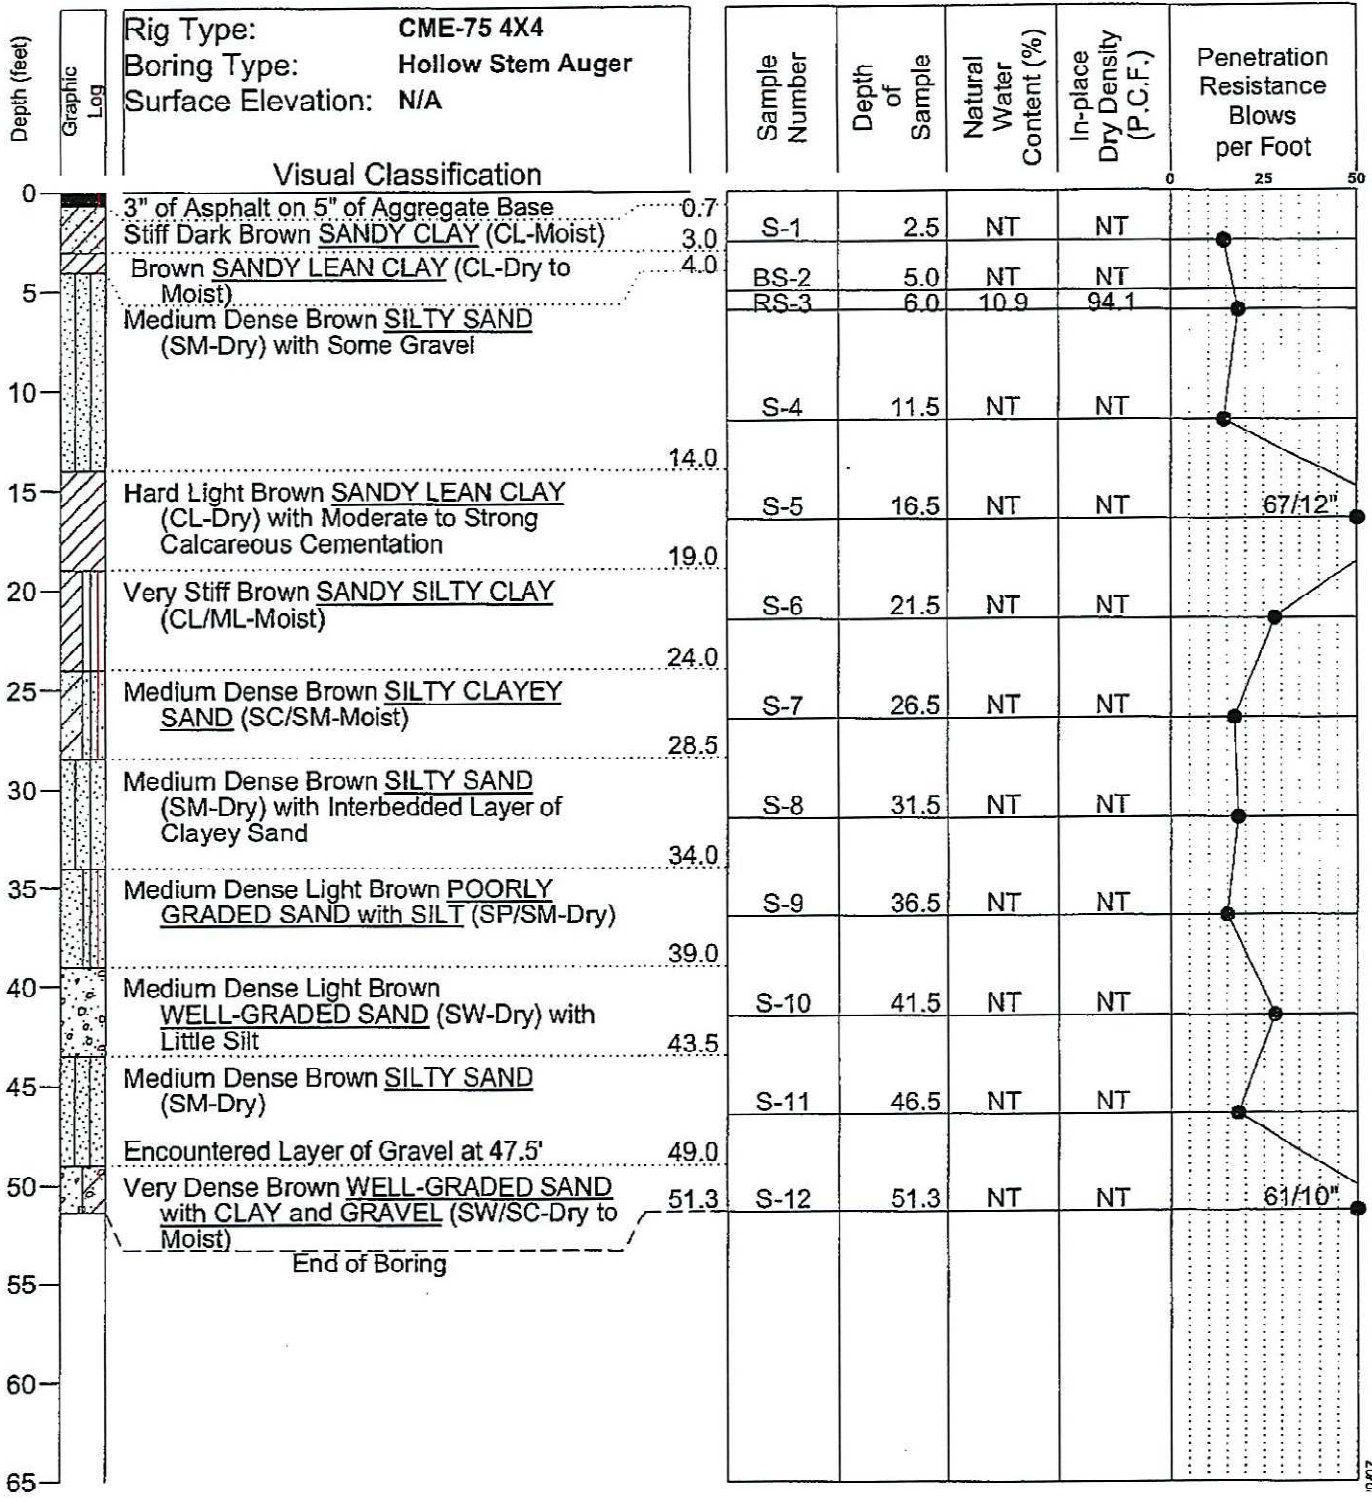 Depth (feet)
Graphic
Log
Rig Type: CME-75 4X4
Boring Type: Hollow Stem Auger
Surface Elevation: N/A
Visual Classification
Sample
Number
Depth
of
Sample
Natural
Water
Content (%)
In-place
Dry Density
(P.C.F.)
Penetration
Resistance
Blows
per Foot
0 25 50
0
3" of Asphalt on 5" of Aggregate Base 0.7
Stiff Dark Brown SANDY CLAY (CL-Moist) 3.0
S-1 2.5 NT NT
Brown SANDY LEAN CLAY (CL-Dry to 4.0
Moist)
BS-2 5.0 NT NT
5
RS-3 6.0 10.9 94.1
Medium Dense Brown SILTY SAND
(SM-Dry) with Some Gravel
10
S-4 11.5 NT NT
14.0
15
Hard Light Brown SANDY LEAN CLAY
(CL-Dry) with Moderate to Strong
Calcareous Cementation
S-5 16.5 NT NT 67/12"
19.0
20
Very Stiff Brown SANDY SILTY CLAY
(CL/ML-Moist)
S-6 21.5 NT NT
24.0
25
Medium Dense Brown SILTY CLAYEY
SAND (SC/SM-Moist)
S-7 26.5 NT NT
28.5
30
Medium Dense Brown SILTY SAND
(SM-Dry) with Interbedded Layer of
Clayey Sand
S-8 31.5 NT NT
34.0
35
Medium Dense Light Brown POORLY
GRADED SAND with SILT (SP/SM-Dry)
S-9 36.5 NT NT
39.0
40
Medium Dense Light Brown
WELL-GRADED SAND (SW-Dry) with
Little Silt
S-10 41.5 NT NT
43.5
45
Medium Dense Brown SILTY SAND
(SM-Dry)
S-11 46.5 NT NT
Encountered Layer of Gravel at 47.5' 49.0
50
Very Dense Brown WELL-GRADED SAND
with CLAY and GRAVEL (SW/SC-Dry to
Moist)
51.3
S-12 51.3 NT NT 61/10"
End of Boring
55
60
65